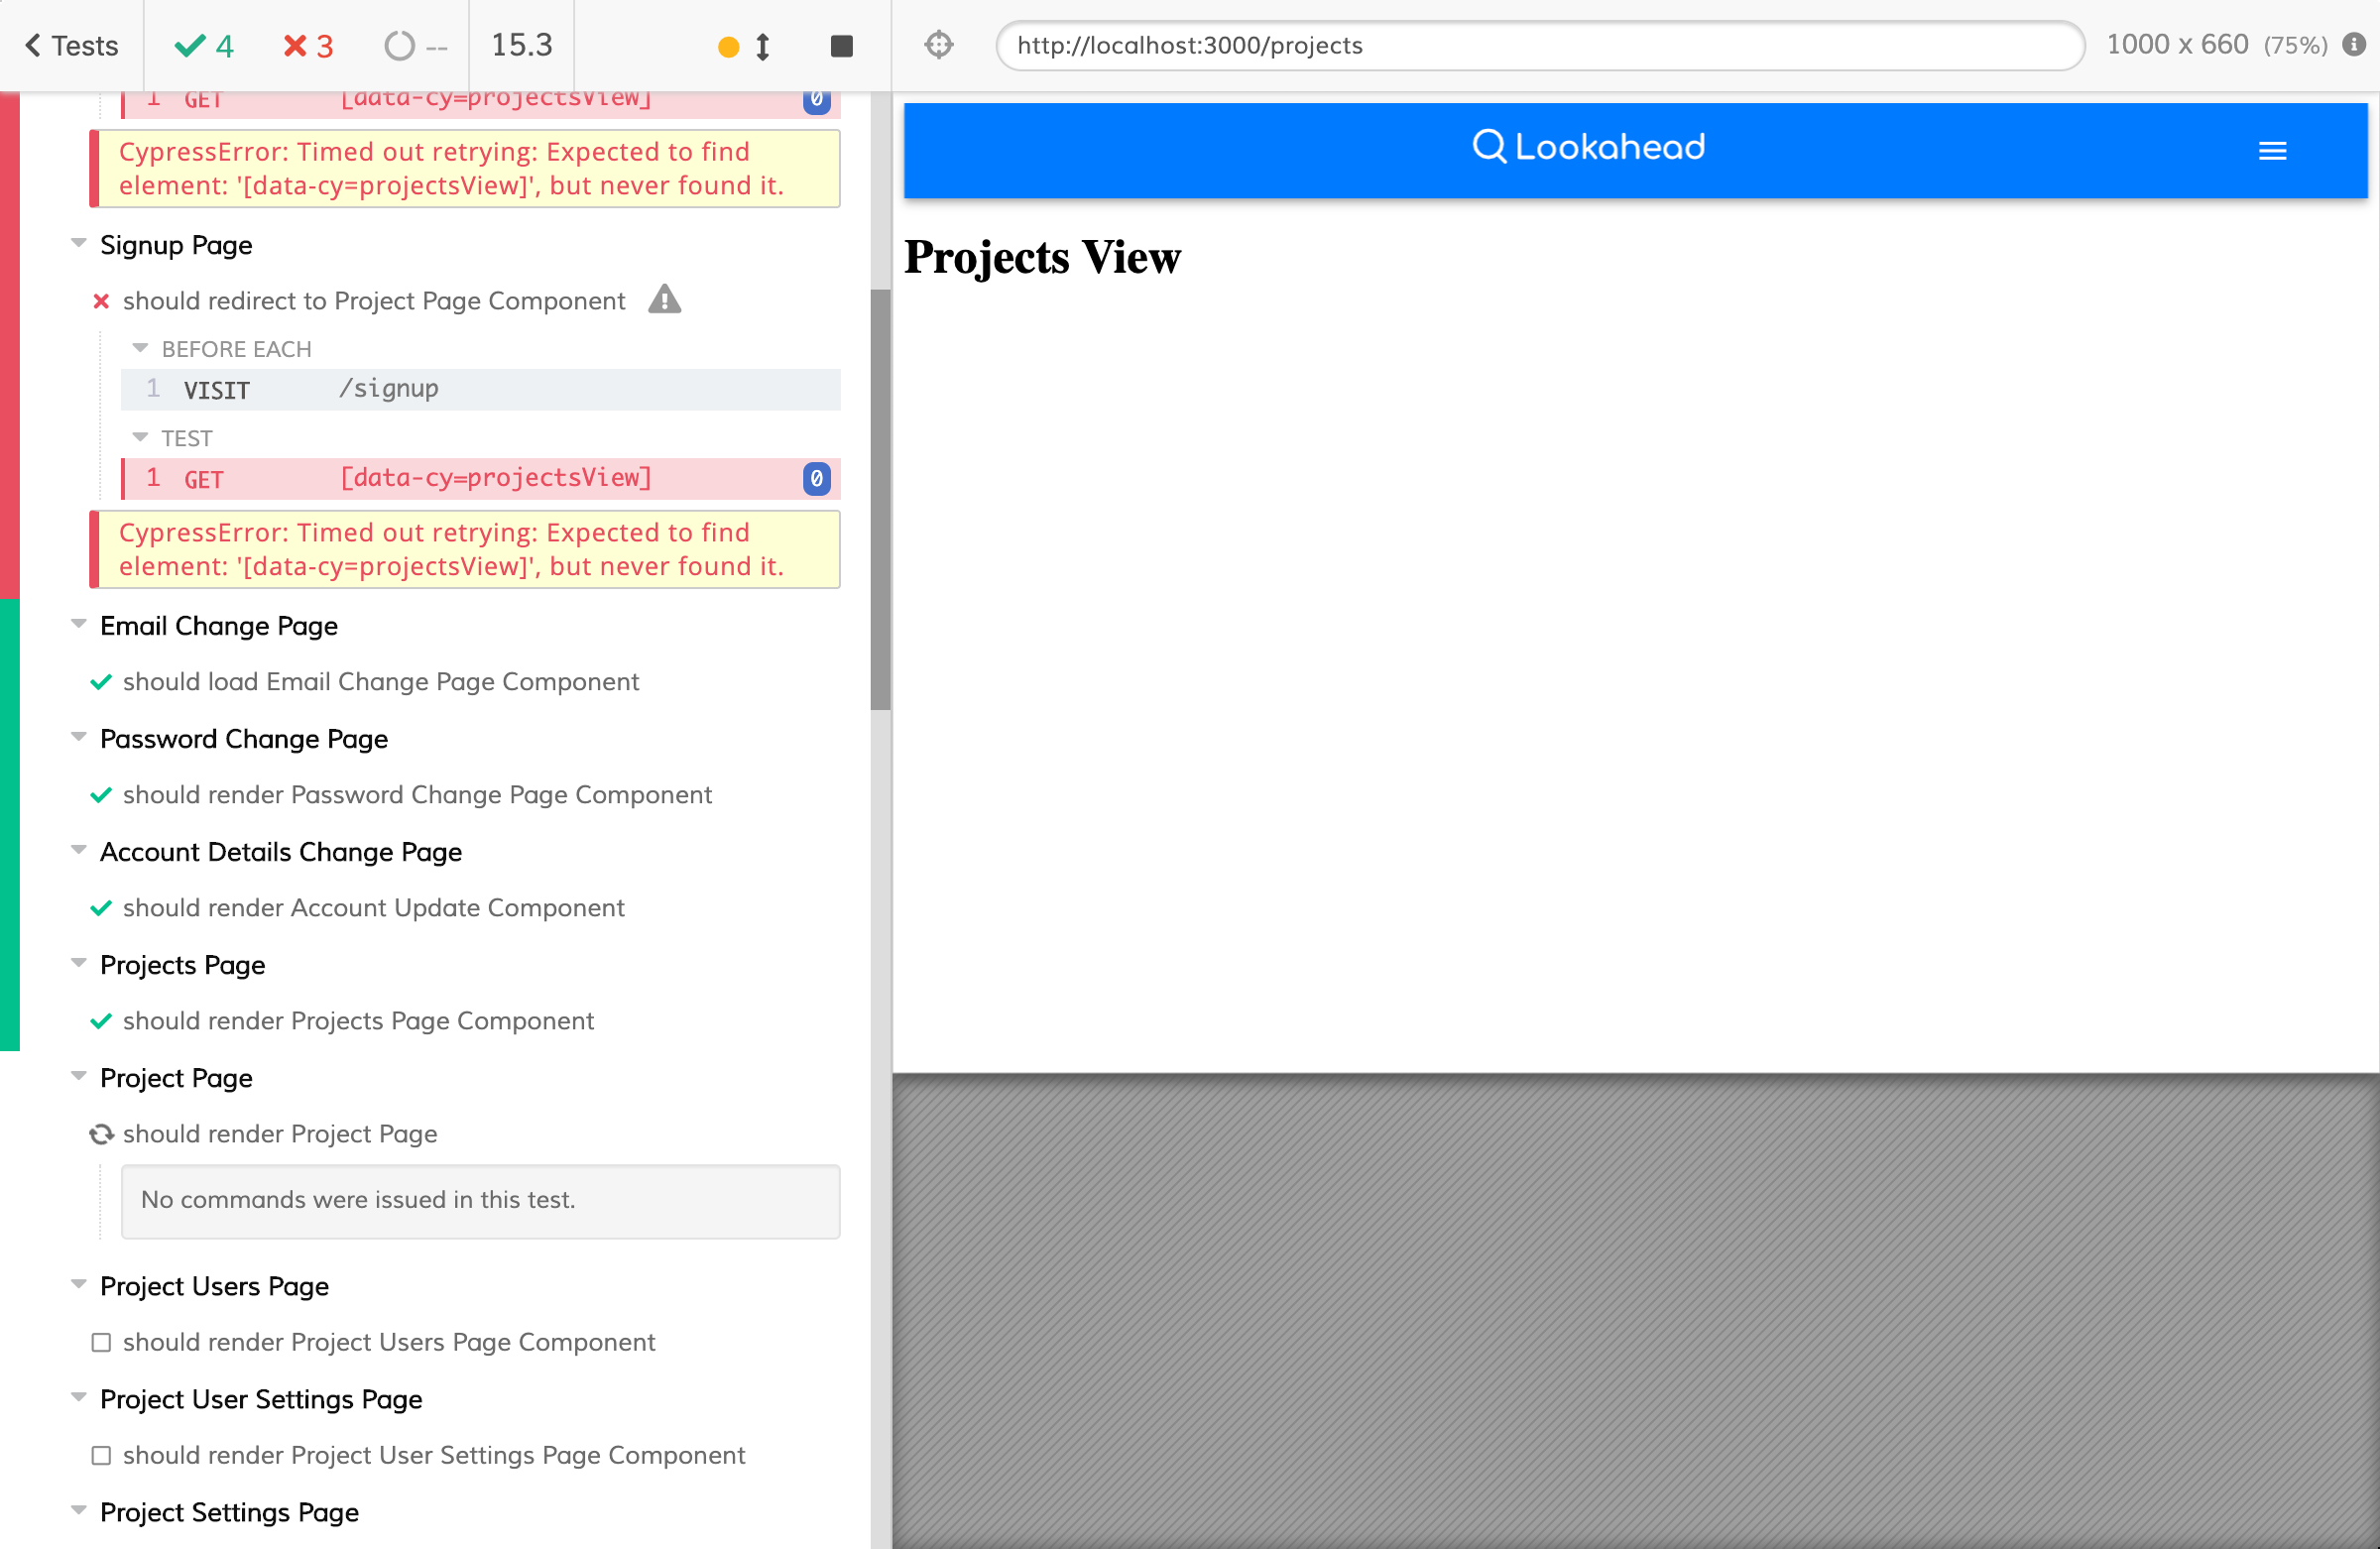 Tests
4
3
--
15.3
http://localhost:3000/projects
1000 x 660 (75%)
1 GET [data-cy=projectsView] 0
CypressError: Timed out retrying: Expected to find
element: '[data-cy=projectsView]', but never found it.
Signup Page
should redirect to Project Page Component
BEFORE EACH
1 VISIT /signup
TEST
1 GET [data-cy=projectsView] 0
CypressError: Timed out retrying: Expected to find
element: '[data-cy=projectsView]', but never found it.
Email Change Page
should load Email Change Page Component
Password Change Page
should render Password Change Page Component
Account Details Change Page
should render Account Update Component
Projects Page
should render Projects Page Component
Project Page
should render Project Page
No commands were issued in this test.
Project Users Page
should render Project Users Page Component
Project User Settings Page
should render Project User Settings Page Component
Project Settings Page
Lookahead
Projects View